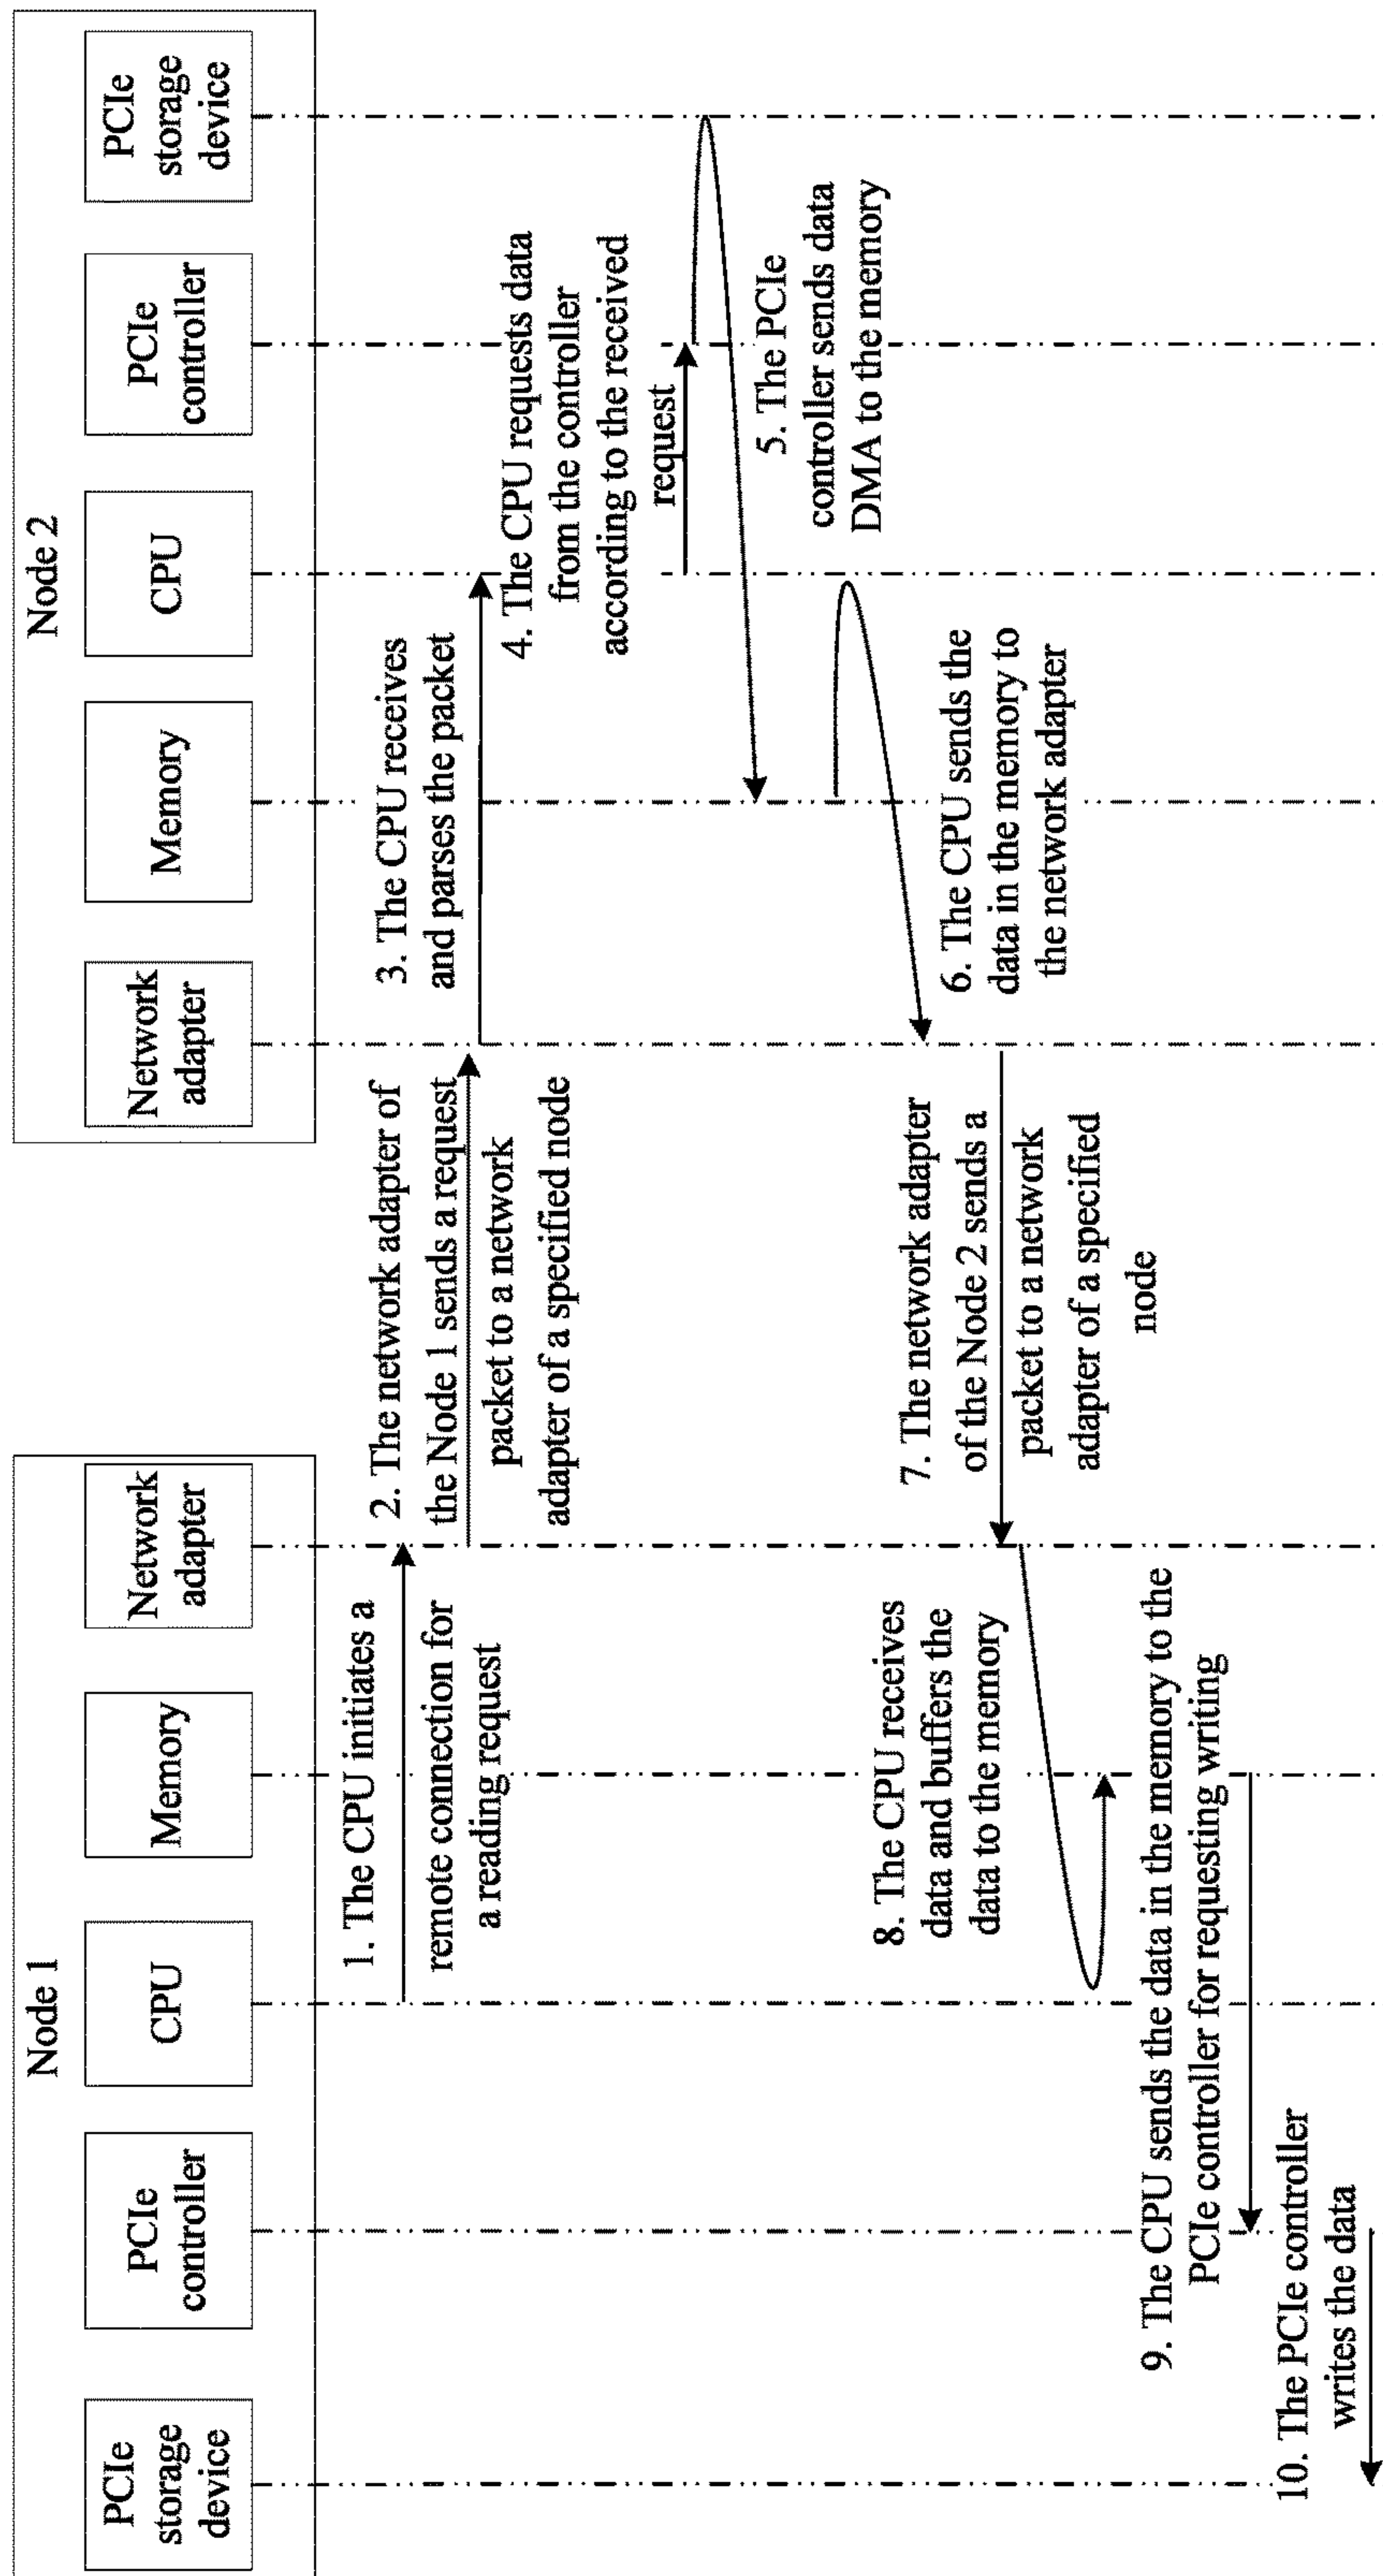 Node 1
PCIe
storage
device
PCIe
controller
CPU
Memory
Network
adapter
Node 2
Network
adapter
Memory
CPU
PCIe
controller
PCIe
storage
device
1. The CPU initiates a
remote connection for
a reading request
2. The network adapter of
the Node 1 sends a request
packet to a network
adapter of a specified node
3. The CPU receives
and parses the packet
4. The CPU requests data
from the controller
according to the received
request
5. The PCIe
controller sends data
DMA to the memory
6. The CPU sends the
data in the memory to
the network adapter
7. The network adapter
of the Node 2 sends a
packet to a network
adapter of a specified
node
8. The CPU receives
data and buffers the
data to the memory
9. The CPU sends the data in the memory to the
PCIe controller for requesting writing
10. The PCIe controller
writes the data